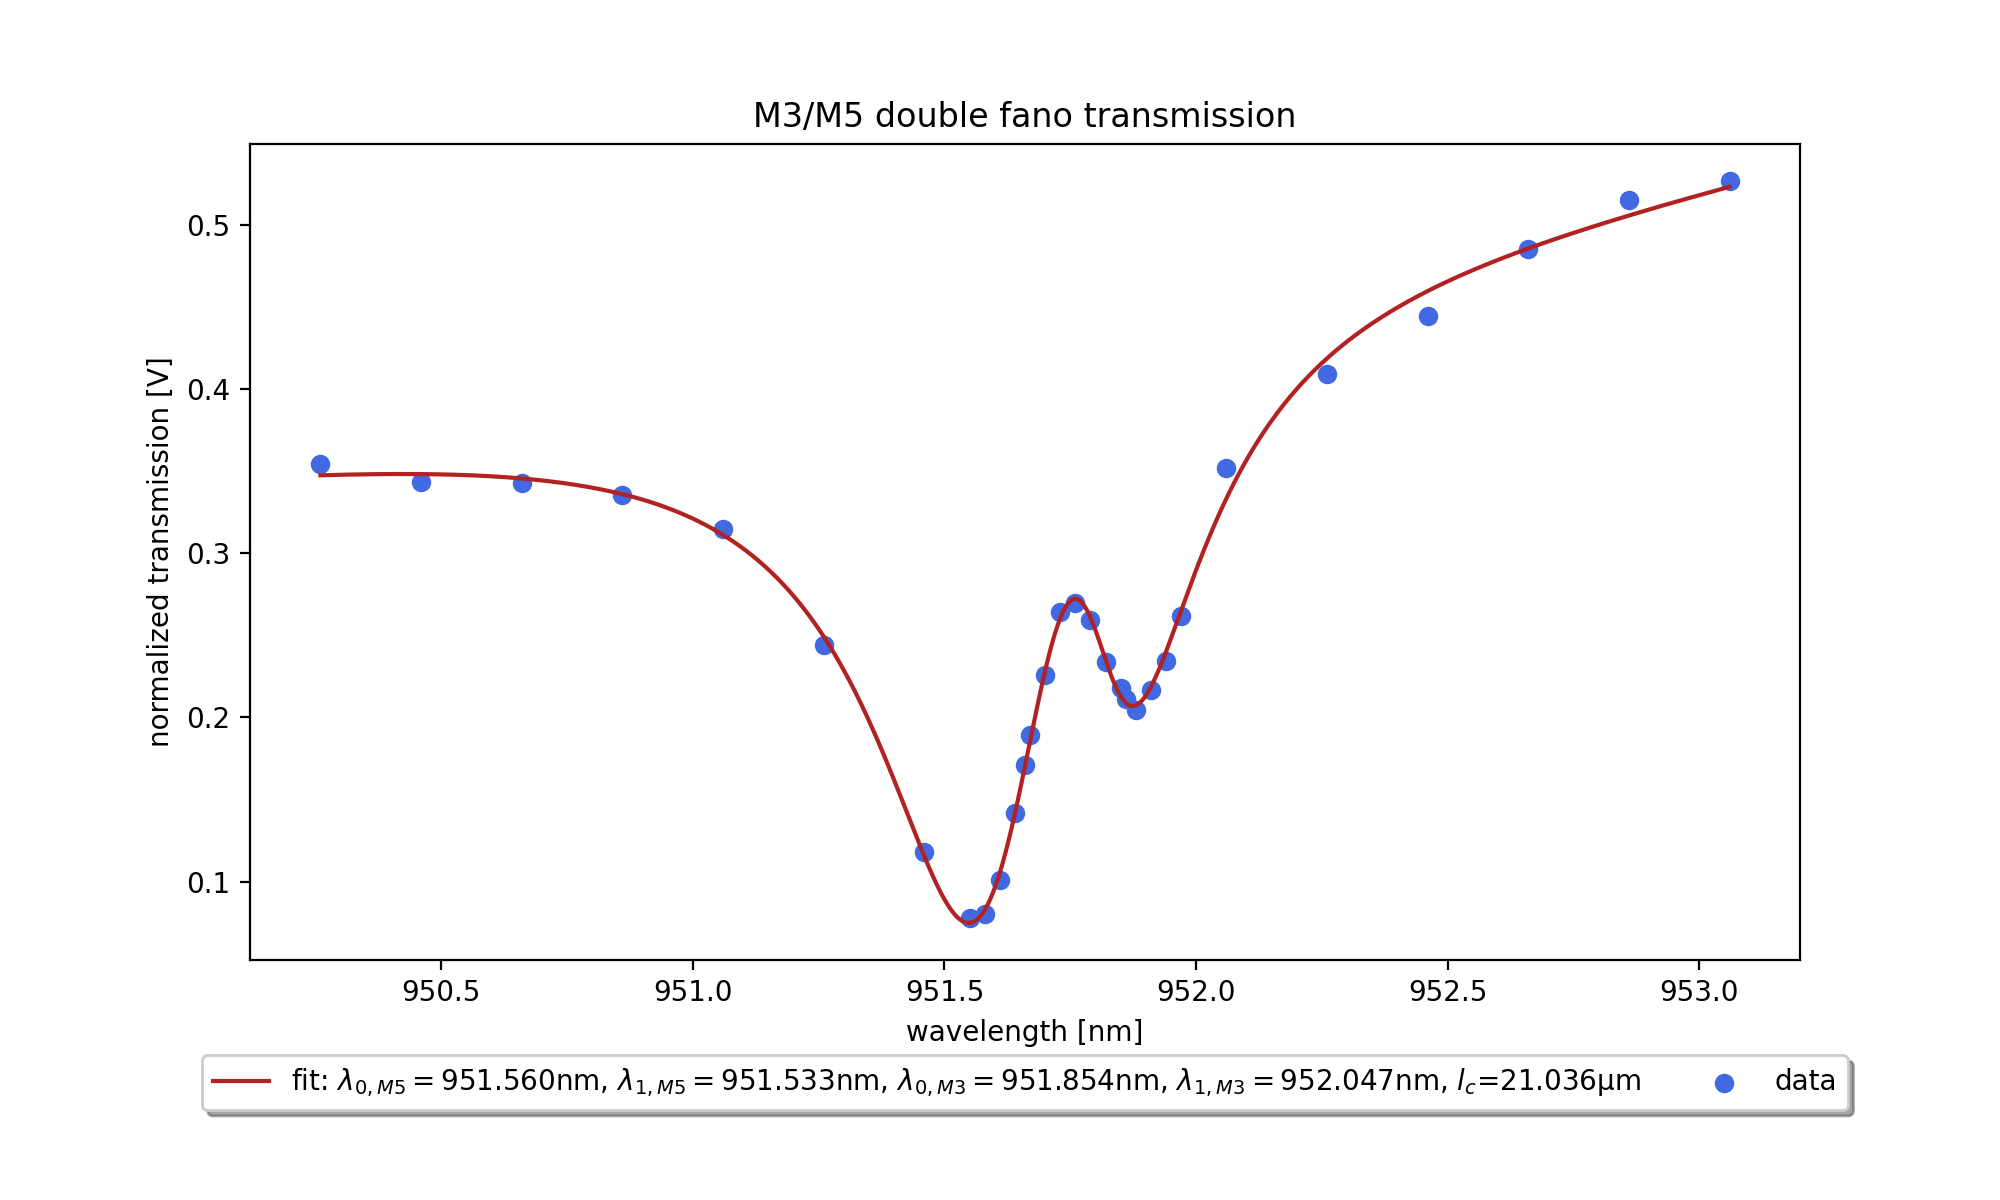 M3/M5 double fano transmission
normalized transmission [V]
0.5
0.4
0.3
0.2
0.1
950.5 951.0 951.5 952.0 952.5 953.0
wavelength [nm]
fit: λ₀,M5 = 951.560nm, λ₁,M5 = 951.533nm, λ₀,M3 = 951.854nm, λ₁,M3 = 952.047nm, l_c=21.036μm data